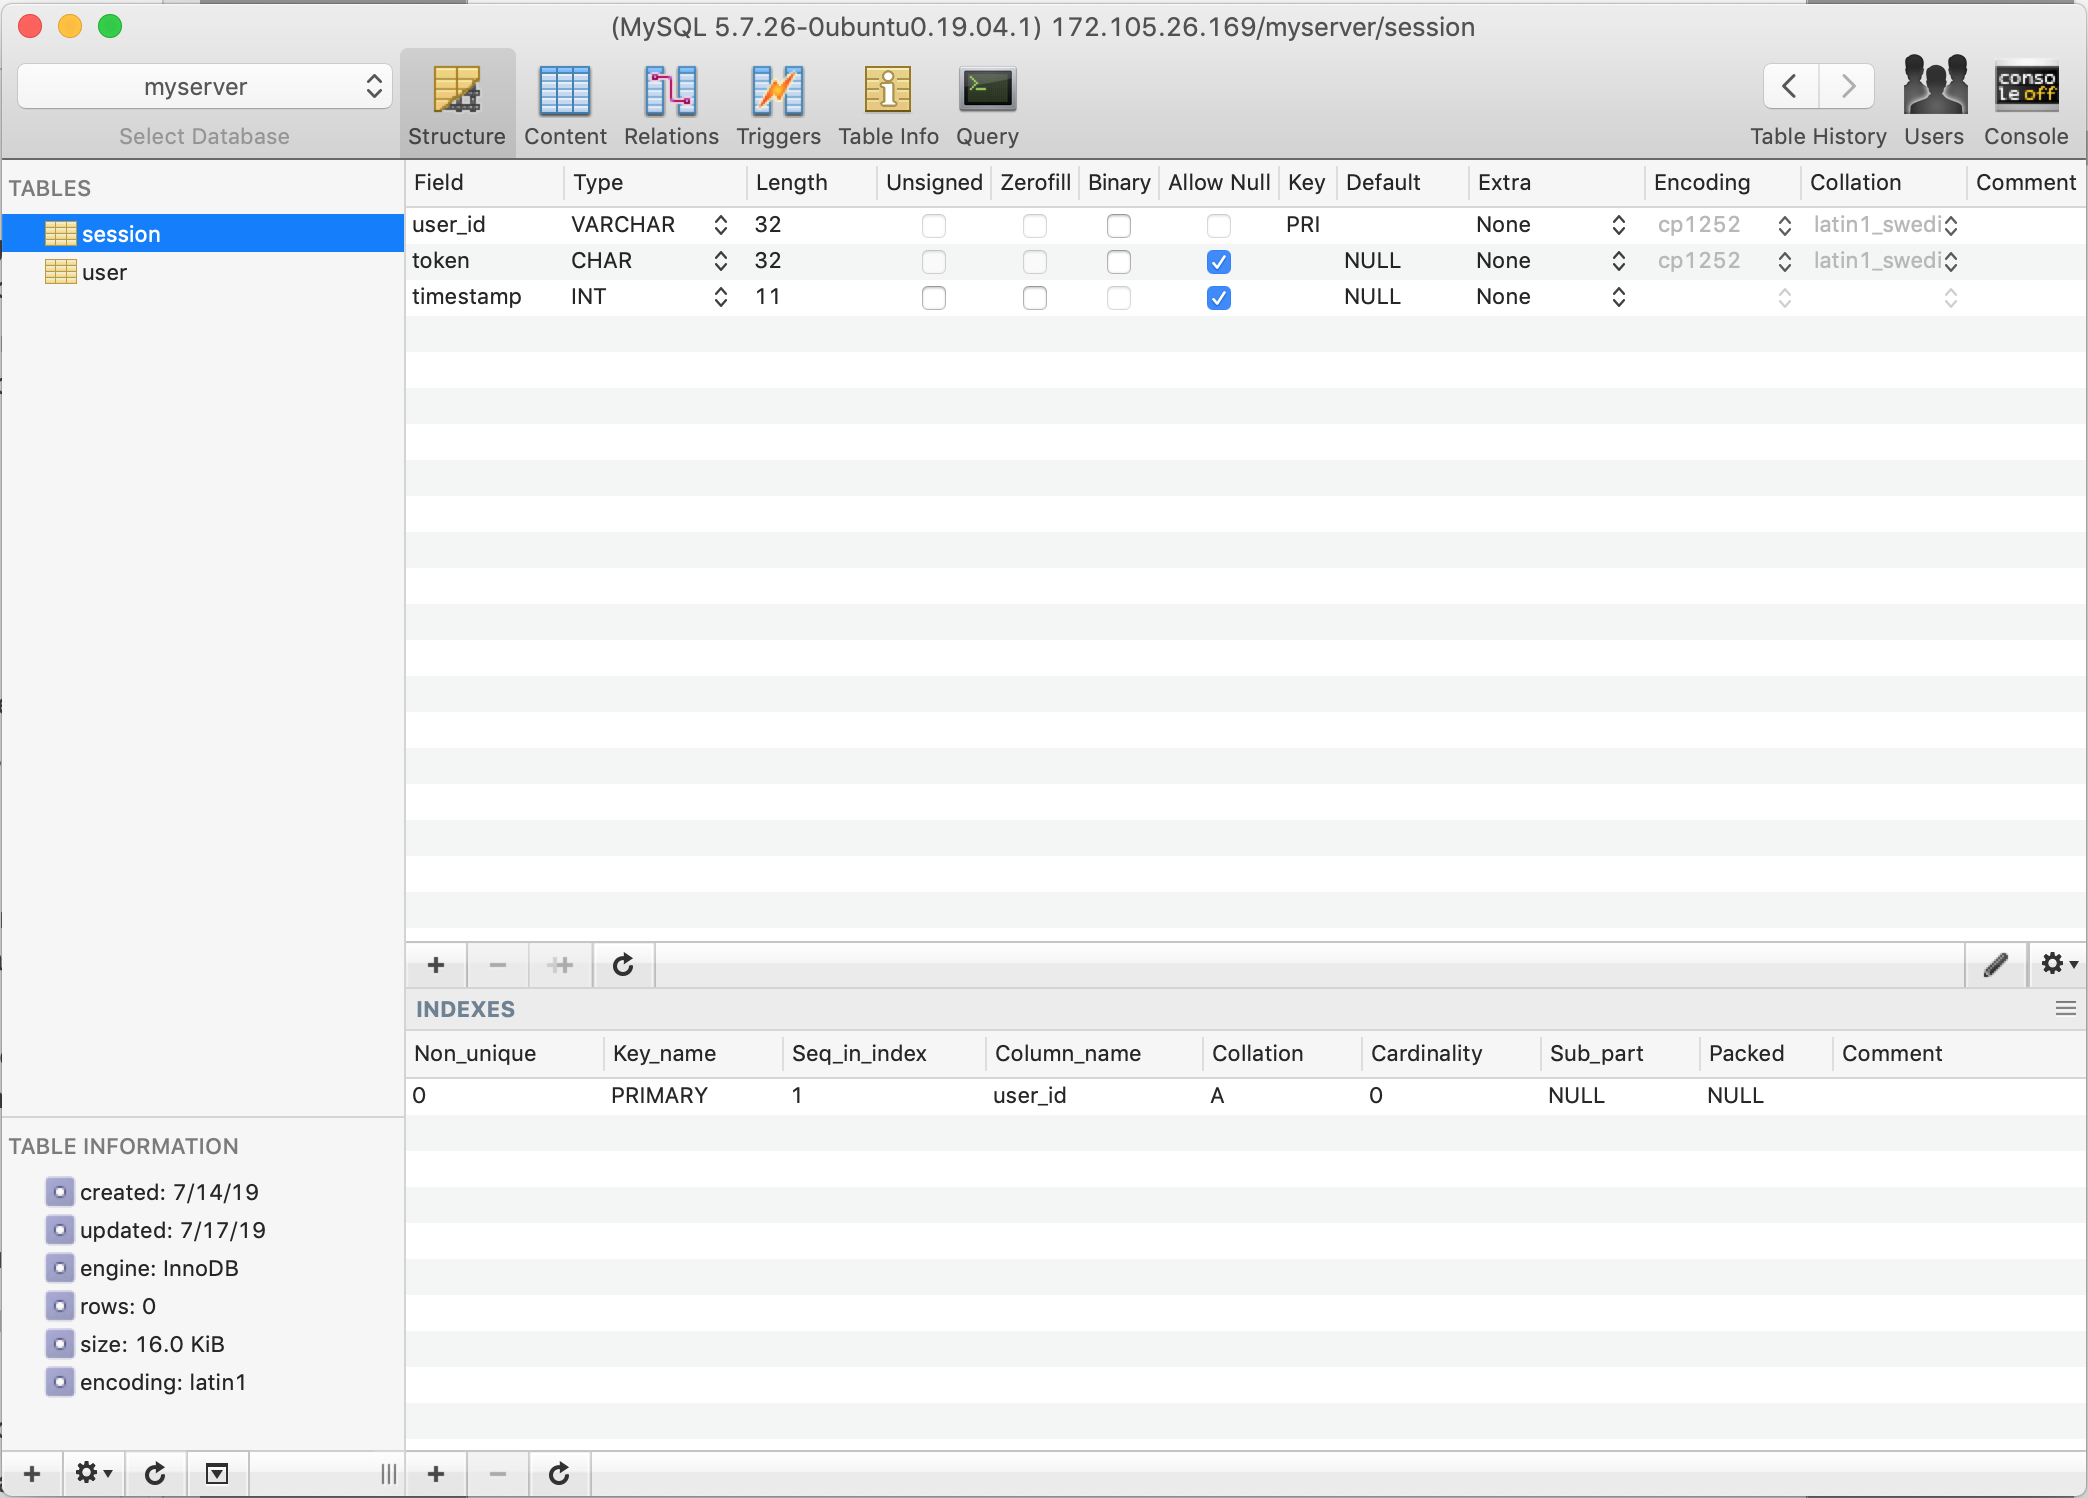 (MySQL 5.7.26-0ubuntu0.19.04.1) 172.105.26.169/myserver/session
myserver
Select Database
Structure Content Relations Triggers Table Info Query
conso
le off
Table History Users Console
TABLES
session
user
Field Type Length Unsigned Zerofill Binary Allow Null Key Default Extra Encoding Collation Comment
user_id VARCHAR 32 PRI None cp1252 latin1_swedi
token CHAR 32 NULL None cp1252 latin1_swedi
timestamp INT 11 NULL None
INDEXES
Non_unique Key_name Seq_in_index Column_name Collation Cardinality Sub_part Packed Comment
0 PRIMARY 1 user_id A 0 NULL NULL
TABLE INFORMATION
created: 7/14/19
updated: 7/17/19
engine: InnoDB
rows: 0
size: 16.0 KiB
encoding: latin1